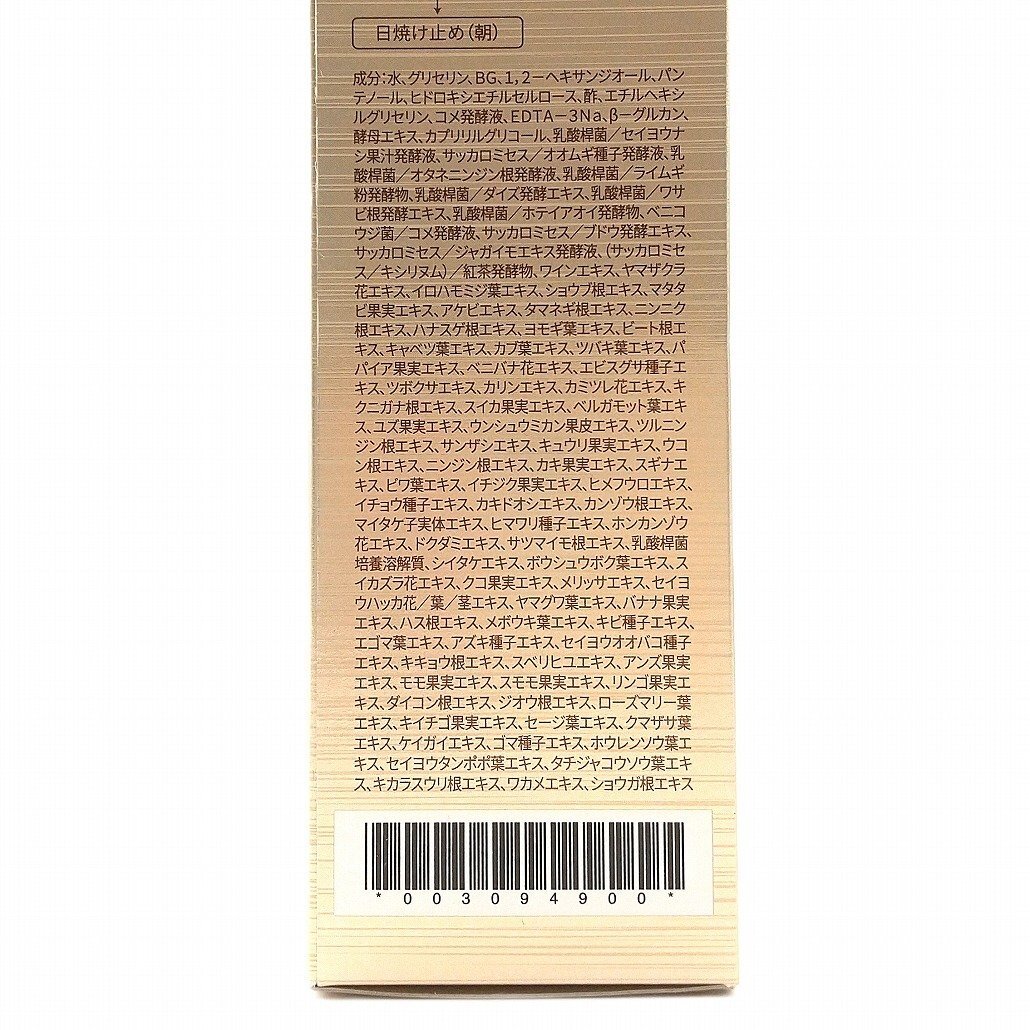 日焼け止め(朝)
成分:水、グリセリン、BG、1,2-ヘキサンジオール、パン
テノール、ヒドロキシエチルセルロース、酢、エチルヘキシ
ルグリセリン、コメ発酵液、EDTA-3Na、β-グルカン、
酵母エキス、カプリリルグリコール、乳酸桿菌/セイヨウナ
シ果汁発酵液、サッカロミセス/オオムギ種子発酵液、乳
酸桿菌/オタネニンジン根発酵液、乳酸桿菌/ライムギ
粉発酵物、乳酸桿菌/ダイズ発酵エキス、乳酸桿菌/ワサ
ビ根発酵エキス、乳酸桿菌/ホテイアオイ発酵物、ベニコ
ウジ菌/コメ発酵液、サッカロミセス/ブドウ発酵エキス、
サッカロミセス/ジャガイモエキス発酵液、(サッカロミセ
ス/キシリヌム)/紅茶発酵物、ワインエキス、ヤマザクラ
花エキス、イロハモミジ葉エキス、ショウブ根エキス、マタタ
ビ果実エキス、アケビエキス、タマネギ根エキス、ニンニク
根エキス、ハナスゲ根エキス、ヨモギ葉エキス、ビート根エ
キス、キャベツ葉エキス、カブ葉エキス、ツバキ葉エキス、パ
パイア果実エキス、ベニバナ花エキス、エビスグサ種子エ
キス、ツボクサエキス、カリンエキス、カミツレ花エキス、キ
クニガナ根エキス、スイカ果実エキス、ベルガモット葉エキ
ス、ユズ果実エキス、ウンシュウミカン果皮エキス、ツルニン
ジン根エキス、サンザシエキス、キュウリ果実エキス、ウコ
ン根エキス、ニンジン根エキス、カキ果実エキス、スギナエ
キス、ビワ葉エキス、イチジク果実エキス、ヒメフウロエキス、
イチョウ種子エキス、カキドオシエキス、カンゾウ根エキス、
マイタケ子実体エキス、ヒマワリ種子エキス、ホンカンゾウ
花エキス、ドクダミエキス、サツマイモ根エキス、乳酸桿菌
培養溶解質、シイタケエキス、ボウシュウボク葉エキス、ス
イカズラ花エキス、クコ果実エキス、メリッサエキス、セイヨ
ウハッカ花/葉/茎エキス、ヤマグワ葉エキス、バナナ果実
エキス、ハス根エキス、メボウキ葉エキス、キビ種子エキス、
エゴマ葉エキス、アズキ種子エキス、セイヨウオオバコ種子
エキス、キキョウ根エキス、スベリヒユエキス、アンズ果実
エキス、モモ果実エキス、スモモ果実エキス、リンゴ果実エ
キス、ダイコン根エキス、ジオウ根エキス、ローズマリー葉
エキス、キイチゴ果実エキス、セージ葉エキス、クマザサ葉
エキス、ケイガイエキス、ゴマ種子エキス、ホウレンソウ葉エ
キス、セイヨウタンポポ葉エキス、タチジャコウソウ葉エキ
ス、キカラスウリ根エキス、ワカメエキス、ショウガ根エキス
*003094900*